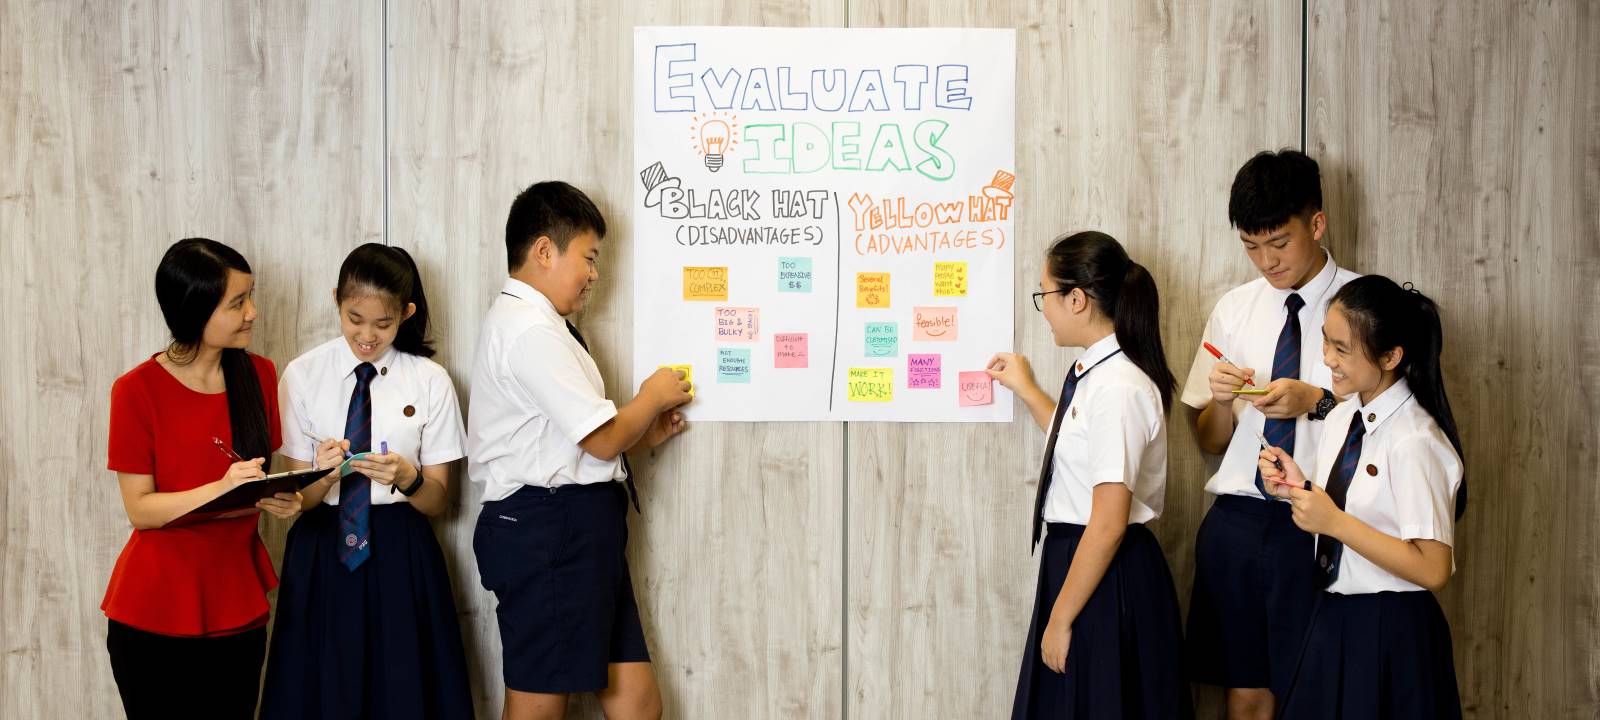 EVALUATE
IDEAS
BLACK HAT
(DISADVANTAGES)
TOO
COMPLEX
TOO
EXPENSIVE
$$
TOO
BIG &
BULKY
NOT
ENOUGH
RESOURCES
Difficult
to
make
YELLOW HAT
(ADVANTAGES)
Several
Benefits!
Many
People
want
this!
CAN BE
CUSTOMISED
feasible!
MAKE IT
WORK!
MANY
FUNCTIONS
USEFUL!